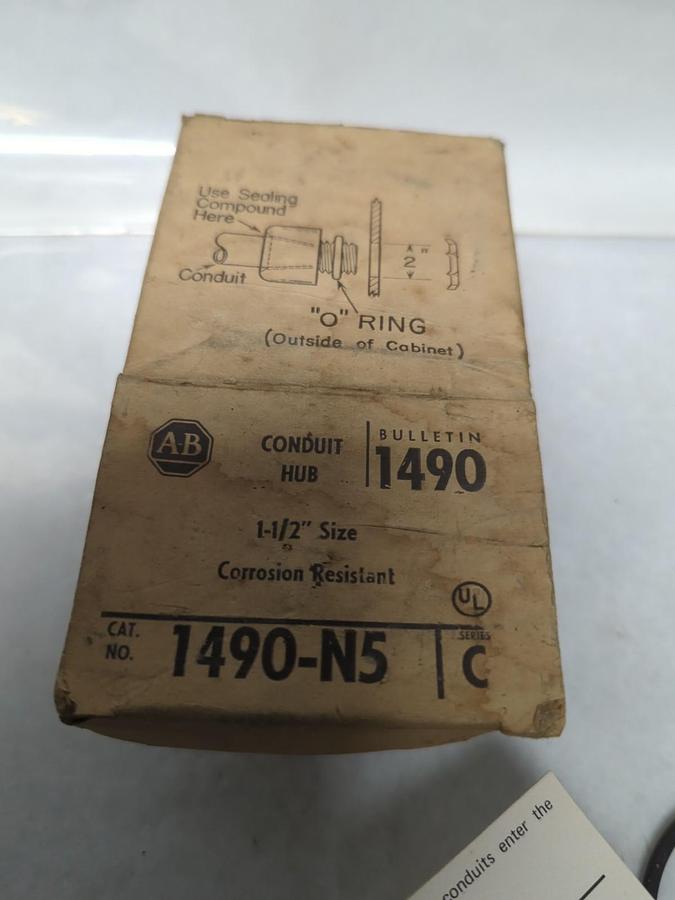 Use Sealing
Compound
Here
Conduit
2"
"O" RING
(Outside of Cabinet)
A-B
CONDUIT
HUB
BULLETIN
1490
1-1/2" Size
Corrosion Resistant
UL
CAT.
NO.
1490-N5
SERIES
C
conduits enter the